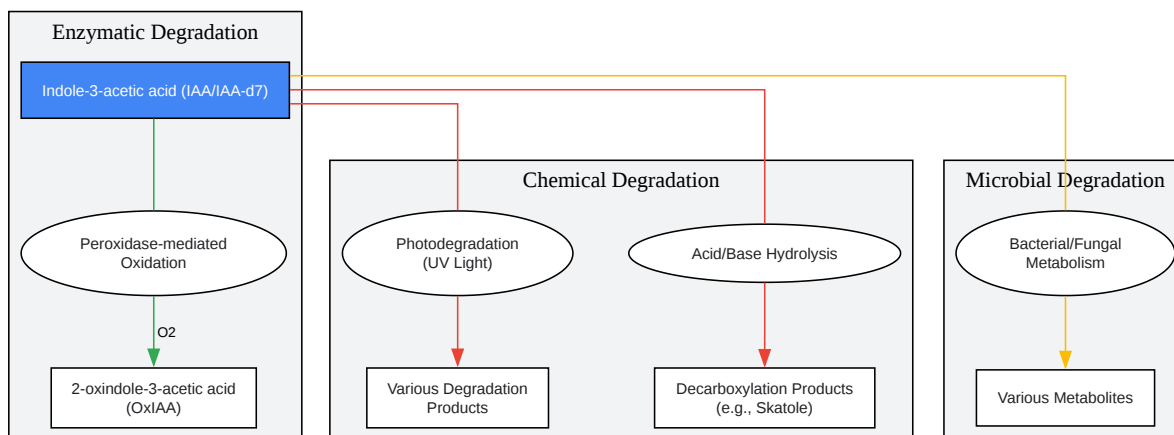 Enzymatic Degradation
Indole-3-acetic acid (IAA/IAA-d7)
Chemical Degradation
Microbial Degradation
Peroxidase-mediated
Oxidation
Photodegradation
(UV Light)
Acid/Base Hydrolysis
Bacterial/Fungal
Metabolism
O2
2-oxindole-3-acetic acid
(OxIAA)
Various Degradation
Products
Decarboxylation Products
(e.g., Skatole)
Various Metabolites